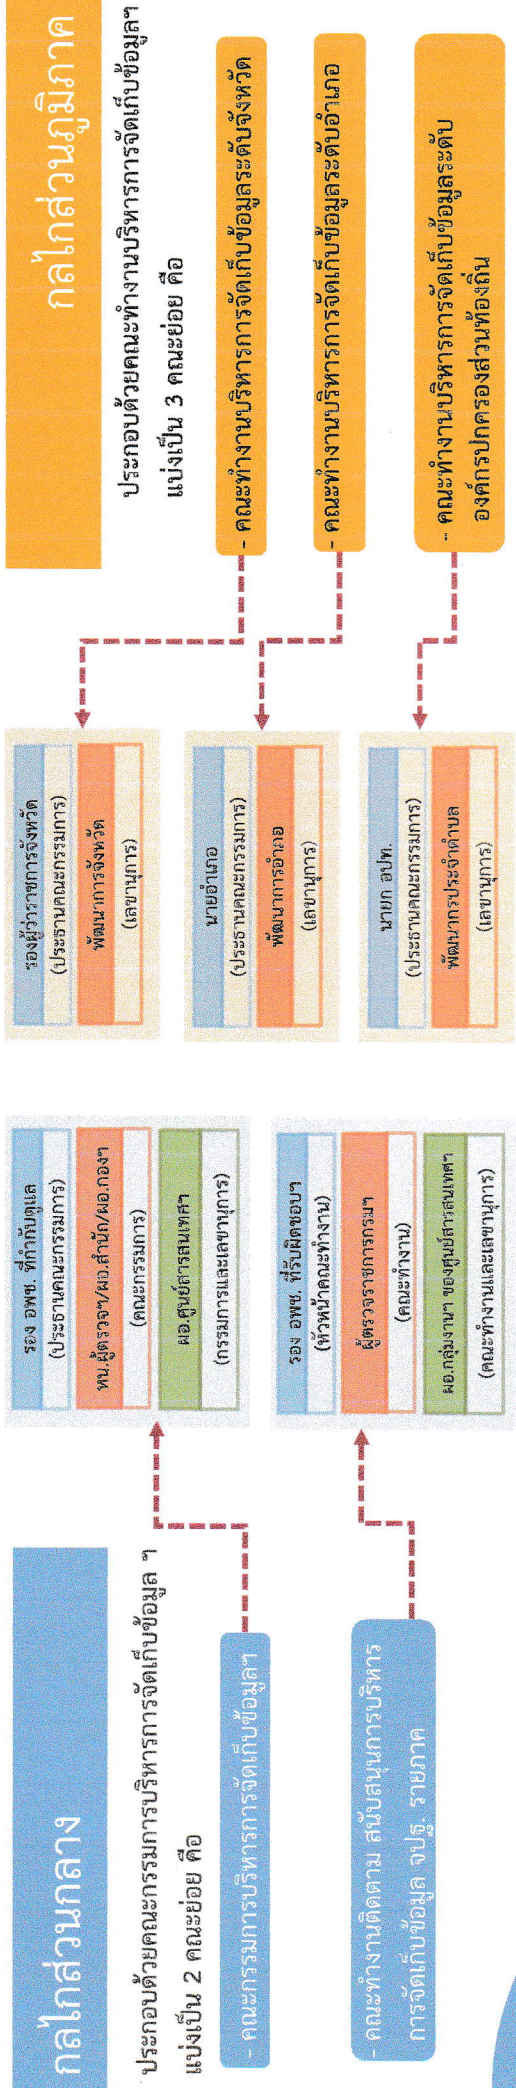 กลไกส่วนกลาง
ประกอบด้วยคณะกรรมการบริหารการจัดเก็บข้อมูล ฯ
แบ่งเป็น 2 คณะย่อย คือ
- คณะกรรมการบริหารการจัดเก็บข้อมูลฯ
- คณะทำงานติดตาม สนับสนุนการบริหาร
การจัดเก็บข้อมูล จปฐ. รายภาค
รอง อพช. ที่กำกับดูแล
(ประธานคณะกรรมการ)
หน.ผู้ตรวจฯ/ผอ.สำนัก/ผอ.กองฯ
(คณะกรรมการ)
ผอ.ศูนย์สารสนเทศฯ
(กรรมการและเลขานุการ)
รอง อพช. ที่รับผิดชอบฯ
(หัวหน้าคณะทำงาน)
ผู้ตรวจราชการกรมฯ
(คณะทำงาน)
ผอ.กลุ่มงานฯ ของศูนย์สารสนเทศฯ
(คณะทำงานและเลขานุการ)
กลไกส่วนภูมิภาค
ประกอบด้วยคณะทำงานบริหารการจัดเก็บข้อมูลฯ
แบ่งเป็น 3 คณะย่อย คือ
- คณะทำงานบริหารการจัดเก็บข้อมูลระดับจังหวัด
- คณะทำงานบริหารการจัดเก็บข้อมูลระดับอำเภอ
- คณะทำงานบริหารการจัดเก็บข้อมูลระดับ
องค์กรปกครองส่วนท้องถิ่น
รองผู้ว่าราชการจังหวัด
(ประธานคณะกรรมการ)
พัฒนาการจังหวัด
(เลขานุการ)
นายอำเภอ
(ประธานคณะกรรมการ)
พัฒนาการอำเภอ
(เลขานุการ)
นายก อปท.
(ประธานคณะกรรมการ)
พัฒนากรประจำตำบล
(เลขานุการ)